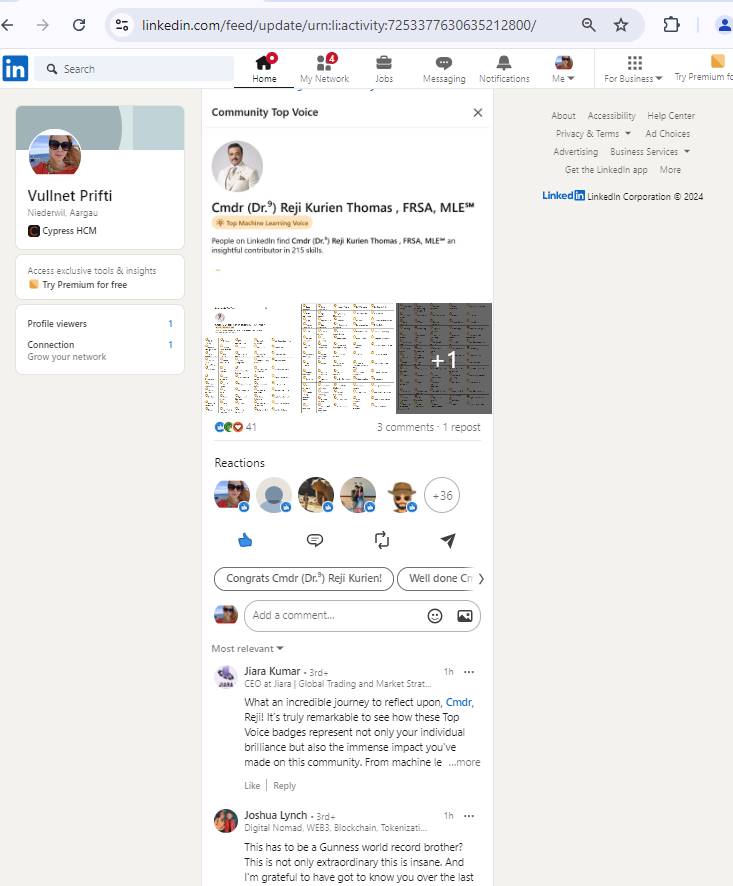 linkedin.com/feed/update/urn:li:activity:7253377630635212800/
in
Search
Home
4
My Network
Jobs
Messaging
Notifications
Me
For Business
Try Premium fo
Vullnet Prifti
Niederwil, Aargau
Cypress HCM
Access exclusive tools & insights
Try Premium for free
Profile viewers 1
Connection 1
Grow your network
Community Top Voice
Cmdr (Dr.⁹) Reji Kurien Thomas , FRSA, MLE℠
Top Machine Learning Voice
People on LinkedIn find Cmdr (Dr.⁹) Reji Kurien Thomas , FRSA, MLE℠ an
insightful contributor in 215 skills.
+1
41
3 comments · 1 repost
Reactions
+36
Congrats Cmdr (Dr.⁹) Reji Kurien!
Well done Cm
Add a comment...
Most relevant
Jiara Kumar • 3rd+ 1h
JIARA
CEO at Jiara | Global Trading and Market Strat...
What an incredible journey to reflect upon, Cmdr,
Reji! It's truly remarkable to see how these Top
Voice badges represent not only your individual
brilliance but also the immense impact you've
made on this community. From machine le ...more
Like | Reply
Joshua Lynch • 3rd+ 1h
Digital Nomad, WEB3, Blockchain, Tokenizati...
This has to be a Gunness world record brother?
This is not only extraordinary this is insane. And
I'm grateful to have got to know you over the last
About Accessibility Help Center
Privacy & Terms Ad Choices
Advertising Business Services
Get the LinkedIn app More
Linked in LinkedIn Corporation © 2024